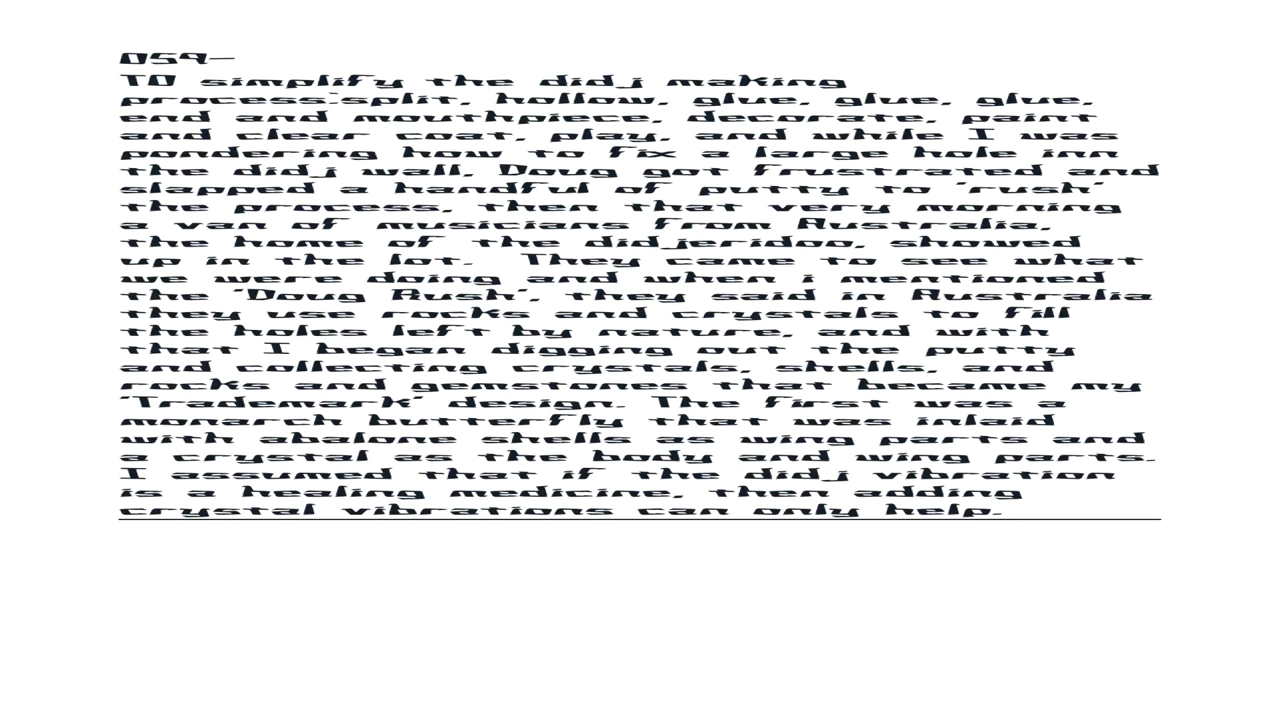 059—
TO simplify the didj making
process:split, hollow, glue, glue, glue,
end and mouthpiece, decorate, paint
and clear coat, play, and while I was
pondering how to fix a large hole inn
the didj wall, Doug got frustrated and
slapped a handful of putty to 'rush'
the process, then that very morning
a van of musicians from Australia,
the home of the didjeridoo, showed
up in the lot.  They came to see what
we were doing and when i mentioned
the "Doug Rush", they said in Australia
they use rocks and crystals to fill
the holes left by nature, and with
that I began digging out the putty
and collecting crystals, shells, and
rocks and gemstones that became my
'Trademark' design. The first was a
monarch butterfly that was inlaid
with abalone shells as wing parts and
a crystal as the body and wing parts.
I assumed that if the didj vibration
is a healing medicine, then adding
crystal vibrations can only help.